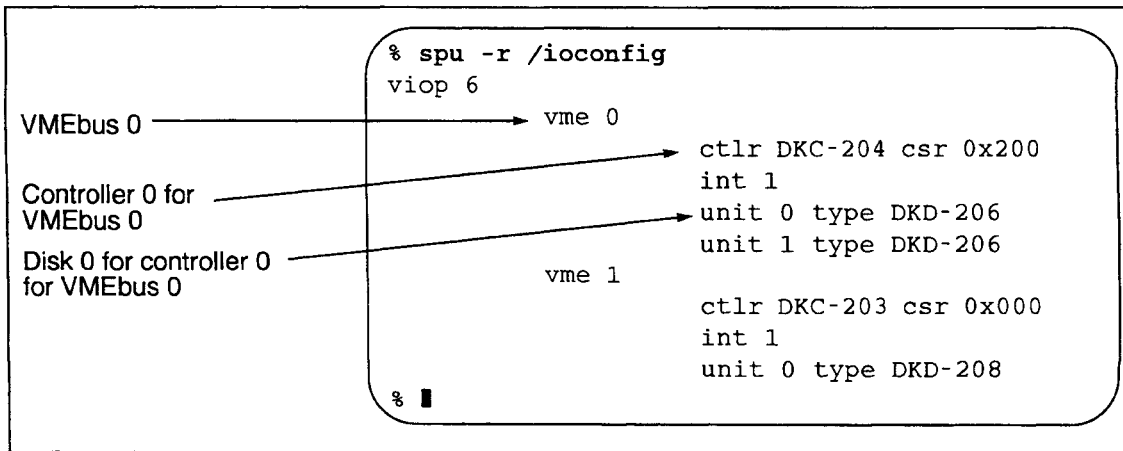 % spu -r /ioconfig
viop 6
VMEbus 0
vme 0
ctlr DKC-204 csr 0x200
Controller 0 for
VMEbus 0
int 1
unit 0 type DKD-206
unit 1 type DKD-206
Disk 0 for controller 0
for VMEbus 0
vme 1
ctlr DKC-203 csr 0x000
int 1
unit 0 type DKD-208
%